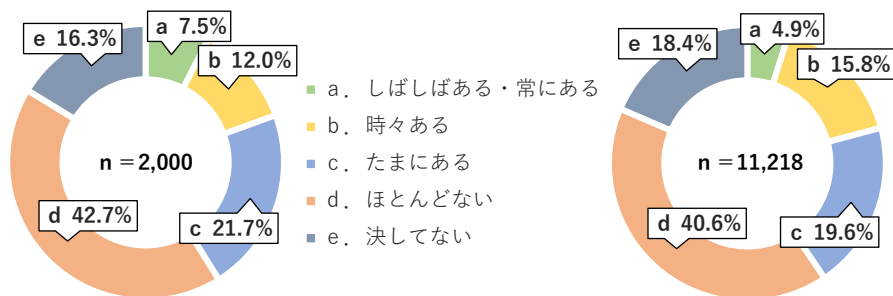 a 7.5%
b 12.0%
c 21.7%
d 42.7%
e 16.3%
n＝2,000
a．しばしばある・常にある
b．時々ある
c．たまにある
d．ほとんどない
e．決してない
a 4.9%
b 15.8%
c 19.6%
d 40.6%
e 18.4%
n＝11,218